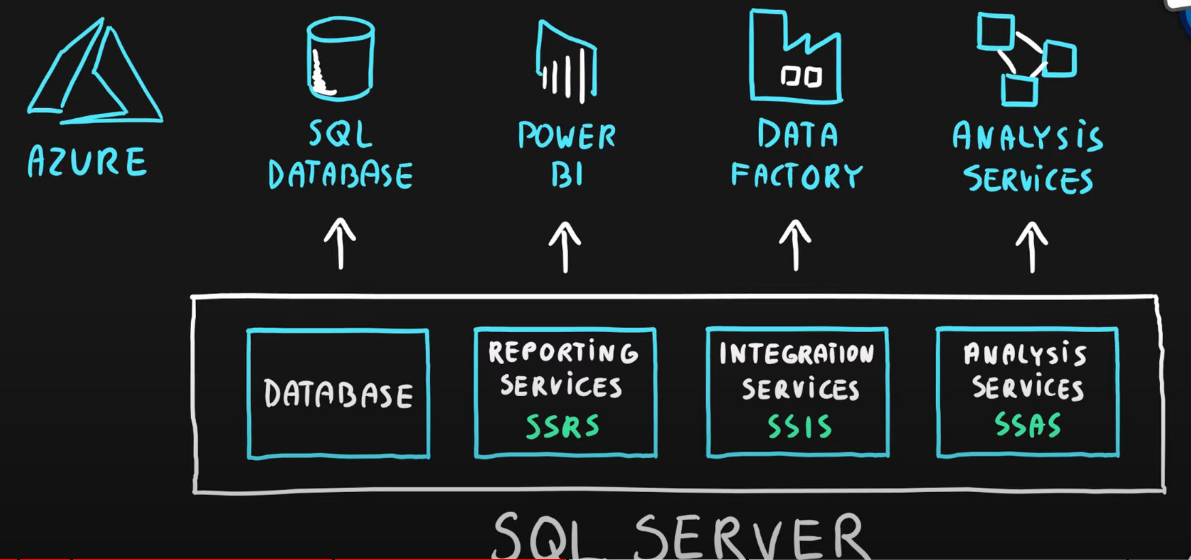 AZURE
SQL
DATABASE
POWER
BI
DATA
FACTORY
ANALYSIS
SERVICES
DATABASE
REPORTING
SERVICES
SSRS
INTEGRATION
SERVICES
SSIS
ANALYSIS
SERVICES
SSAS
SQL SERVER